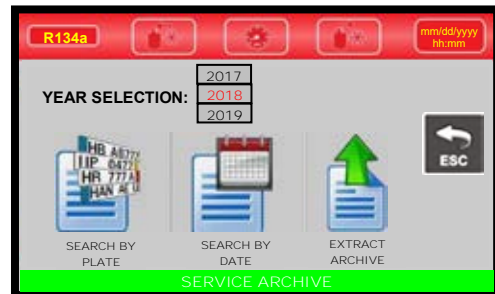 R134a
mm/dd/yyyy
hh:mm
2017
YEAR SELECTION: 2018
2019
ESC
SEARCH BY
PLATE
SEARCH BY
DATE
EXTRACT
ARCHIVE
SERVICE ARCHIVE